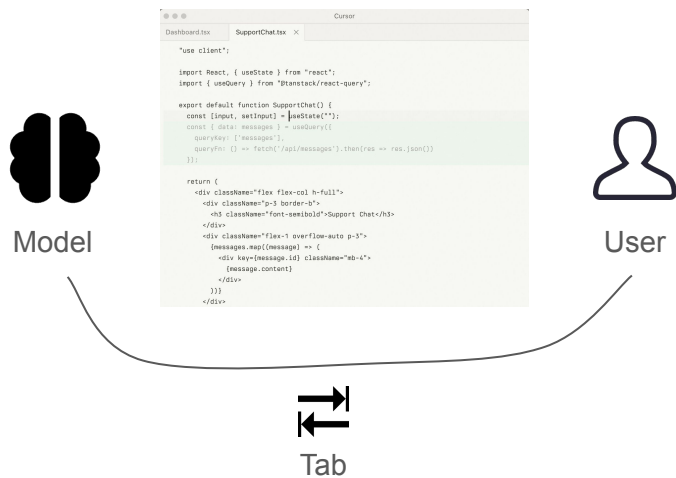 Cursor
Dashboard.tsx SupportChat.tsx ×
"use client";
import React, { useState } from "react";
import { useQuery } from "@tanstack/react-query";
export default function SupportChat() {
const [input, setInput] = useState("");
const { data: messages } = useQuery({
queryKey: ['messages'],
queryFn: () => fetch('/api/messages').then(res => res.json())
});
return (
<div className="flex flex-col h-full">
<div className="p-3 border-b">
<h3 className="font-semibold">Support Chat</h3>
</div>
<div className="flex-1 overflow-auto p-3">
{messages.map((message) => (
<div key={message.id} className="mb-4">
{message.content}
</div>
))}
</div>
Model
User
Tab